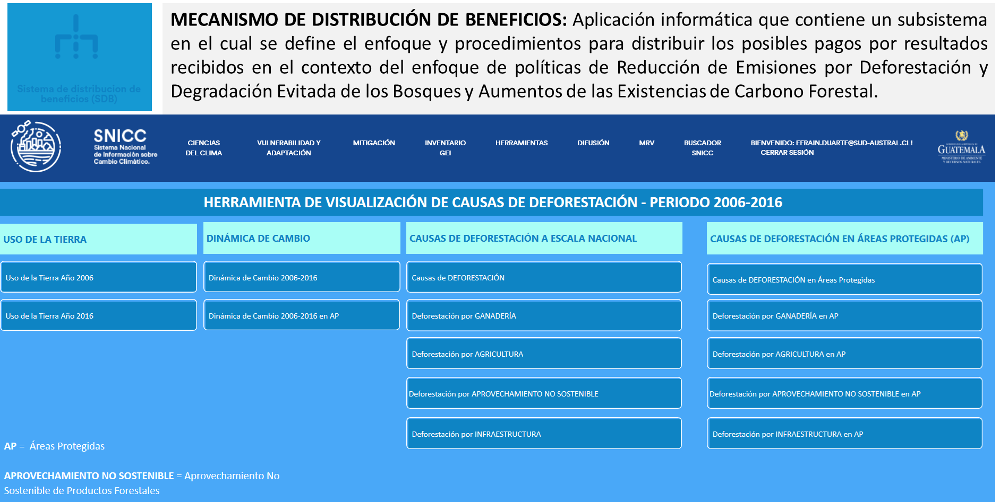 Sistema de distribucion de
beneficios (SDB)
MECANISMO DE DISTRIBUCIÓN DE BENEFICIOS: Aplicación informática que contiene un subsistema
en el cual se define el enfoque y procedimientos para distribuir los posibles pagos por resultados
recibidos en el contexto del enfoque de políticas de Reducción de Emisiones por Deforestación y
Degradación Evitada de los Bosques y Aumentos de las Existencias de Carbono Forestal.
SNICC
Sistema Nacional
de Información sobre
Cambio Climático.
CIENCIAS
DEL CLIMA
VULNERABILIDAD Y
ADAPTACIÓN
MITIGACIÓN
INVENTARIO
GEI
HERRAMIENTAS
DIFUSIÓN
MRV
BUSCADOR
SNICC
BIENVENIDO: EFRAIN.DUARTE@SUD-AUSTRAL.CL!
CERRAR SESIÓN
GOBIERNO DE LA REPÚBLICA DE
GUATEMALA
MINISTERIO DE AMBIENTE
Y RECURSOS NATURALES
HERRAMIENTA DE VISUALIZACIÓN DE CAUSAS DE DEFORESTACIÓN - PERIODO 2006-2016
USO DE LA TIERRA
Uso de la Tierra Año 2006
Uso de la Tierra Año 2016
DINÁMICA DE CAMBIO
Dinámica de Cambio 2006-2016
Dinámica de Cambio 2006-2016 en AP
CAUSAS DE DEFORESTACIÓN A ESCALA NACIONAL
Causas de DEFORESTACIÓN
Deforestación por GANADERÍA
Deforestación por AGRICULTURA
Deforestación por APROVECHAMIENTO NO SOSTENIBLE
Deforestación por INFRAESTRUCTURA
CAUSAS DE DEFORESTACIÓN EN ÁREAS PROTEGIDAS (AP)
Causas de DEFORESTACIÓN en Áreas Protegidas
Deforestación por GANADERÍA en AP
Deforestación por AGRICULTURA en AP
Deforestación por APROVECHAMIENTO NO SOSTENIBLE en AP
Deforestación por INFRAESTRUCTURA en AP
AP = Áreas Protegidas
APROVECHAMIENTO NO SOSTENIBLE = Aprovechamiento No
Sostenible de Productos Forestales